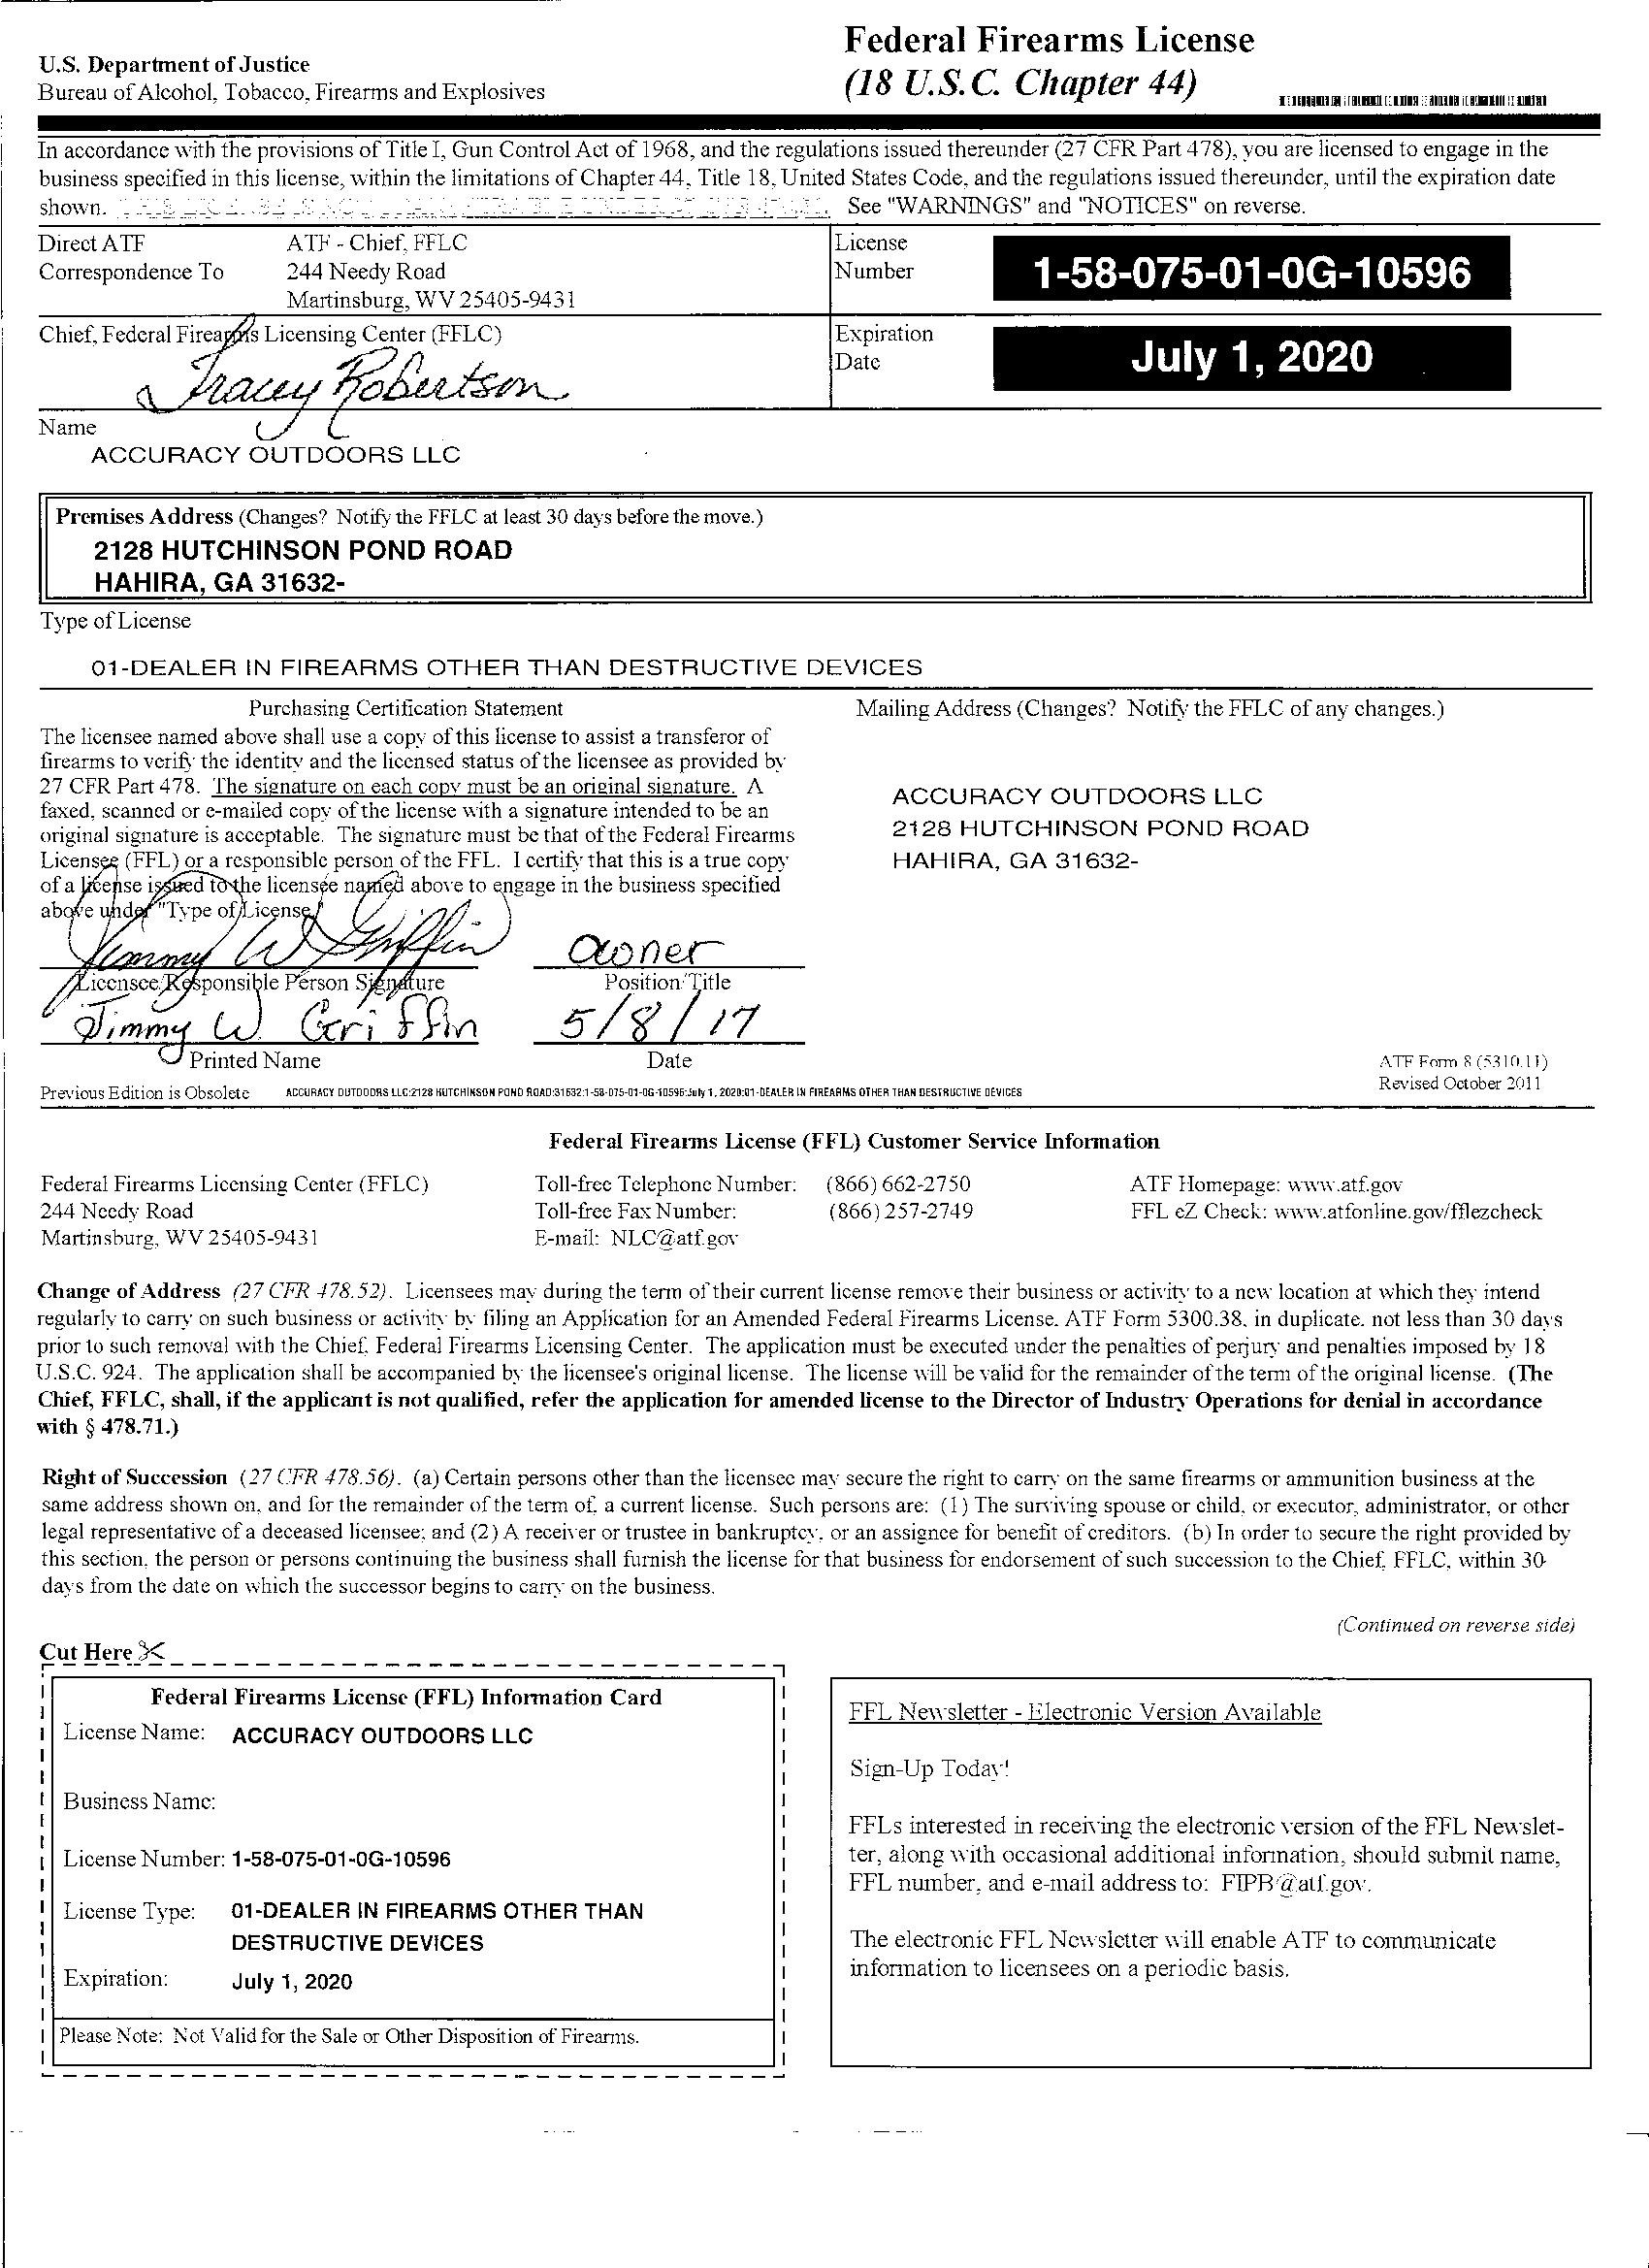 Federal Firearms License
U.S. Department of Justice
(18 U.S.C. Chapter 44)
Bureau of Alcohol, Tobacco, Firearms and Explosives
In accordance with the provisions of Title I, Gun Control Act of 1968, and the regulations issued thereunder (27 CFR Part 478), you are licensed to engage in the
business specified in this license, within the limitations of Chapter 44, Title 18, United States Code, and the regulations issued thereunder, until the expiration date
shown. See "WARNINGS" and "NOTICES" on reverse.
Direct ATF
Correspondence To
ATF - Chief, FFLC
244 Needy Road
Martinsburg, WV 25405-9431
License
Number
1-58-075-01-0G-10596
Chief, Federal Firearms Licensing Center (FFLC)
Tracey Robertson
Expiration
Date
July 1, 2020
Name
ACCURACY OUTDOORS LLC
Premises Address (Changes? Notify the FFLC at least 30 days before the move.)
2128 HUTCHINSON POND ROAD
HAHIRA, GA 31632-
Type of License
01-DEALER IN FIREARMS OTHER THAN DESTRUCTIVE DEVICES
Purchasing Certification Statement
The licensee named above shall use a copy of this license to assist a transferor of
firearms to verify the identity and the licensed status of the licensee as provided by
27 CFR Part 478. The signature on each copy must be an original signature. A
faxed, scanned or e-mailed copy of the license with a signature intended to be an
original signature is acceptable. The signature must be that of the Federal Firearms
Licensee (FFL) or a responsible person of the FFL. I certify that this is a true copy
of a license issued to the licensee named above to engage in the business specified
above under "Type of License."
Jimmy W Griffin
owner
Licensee/Responsible Person Signature
Position/Title
Jimmy W. Griffin
5/8/17
Printed Name
Date
Mailing Address (Changes? Notify the FFLC of any changes.)
ACCURACY OUTDOORS LLC
2128 HUTCHINSON POND ROAD
HAHIRA, GA 31632-
ATF Form 8 (5310.11)
Revised October 2011
Previous Edition is Obsolete
ACCURACY OUTDOORS LLC:2128 HUTCHINSON POND ROAD:31632:1-58-075-01-0G-10596:July 1, 2020:01-DEALER IN FIREARMS OTHER THAN DESTRUCTIVE DEVICES
Federal Firearms License (FFL) Customer Service Information
Federal Firearms Licensing Center (FFLC)
244 Needy Road
Martinsburg, WV 25405-9431
Toll-free Telephone Number: (866) 662-2750
Toll-free Fax Number: (866) 257-2749
E-mail: NLC@atf.gov
ATF Homepage: www.atf.gov
FFL eZ Check: www.atfonline.gov/fflezcheck
Change of Address (27 CFR 478.52). Licensees may during the term of their current license remove their business or activity to a new location at which they intend
regularly to carry on such business or activity by filing an Application for an Amended Federal Firearms License, ATF Form 5300.38, in duplicate, not less than 30 days
prior to such removal with the Chief, Federal Firearms Licensing Center. The application must be executed under the penalties of perjury and penalties imposed by 18
U.S.C. 924. The application shall be accompanied by the licensee's original license. The license will be valid for the remainder of the term of the original license. (The
Chief, FFLC, shall, if the applicant is not qualified, refer the application for amended license to the Director of Industry Operations for denial in accordance
with § 478.71.)
Right of Succession (27 CFR 478.56). (a) Certain persons other than the licensee may secure the right to carry on the same firearms or ammunition business at the
same address shown on, and for the remainder of the term of, a current license. Such persons are: (1) The surviving spouse or child, or executor, administrator, or other
legal representative of a deceased licensee; and (2) A receiver or trustee in bankruptcy, or an assignee for benefit of creditors. (b) In order to secure the right provided by
this section, the person or persons continuing the business shall furnish the license for that business for endorsement of such succession to the Chief, FFLC, within 30
days from the date on which the successor begins to carry on the business.
(Continued on reverse side)
Cut Here
Federal Firearms License (FFL) Information Card
License Name: ACCURACY OUTDOORS LLC
Business Name:
License Number: 1-58-075-01-0G-10596
License Type: 01-DEALER IN FIREARMS OTHER THAN
DESTRUCTIVE DEVICES
Expiration: July 1, 2020
Please Note: Not Valid for the Sale or Other Disposition of Firearms.
FFL Newsletter - Electronic Version Available
Sign-Up Today!
FFLs interested in receiving the electronic version of the FFL Newslet-
ter, along with occasional additional information, should submit name,
FFL number, and e-mail address to: FIPB@atf.gov.
The electronic FFL Newsletter will enable ATF to communicate
information to licensees on a periodic basis.